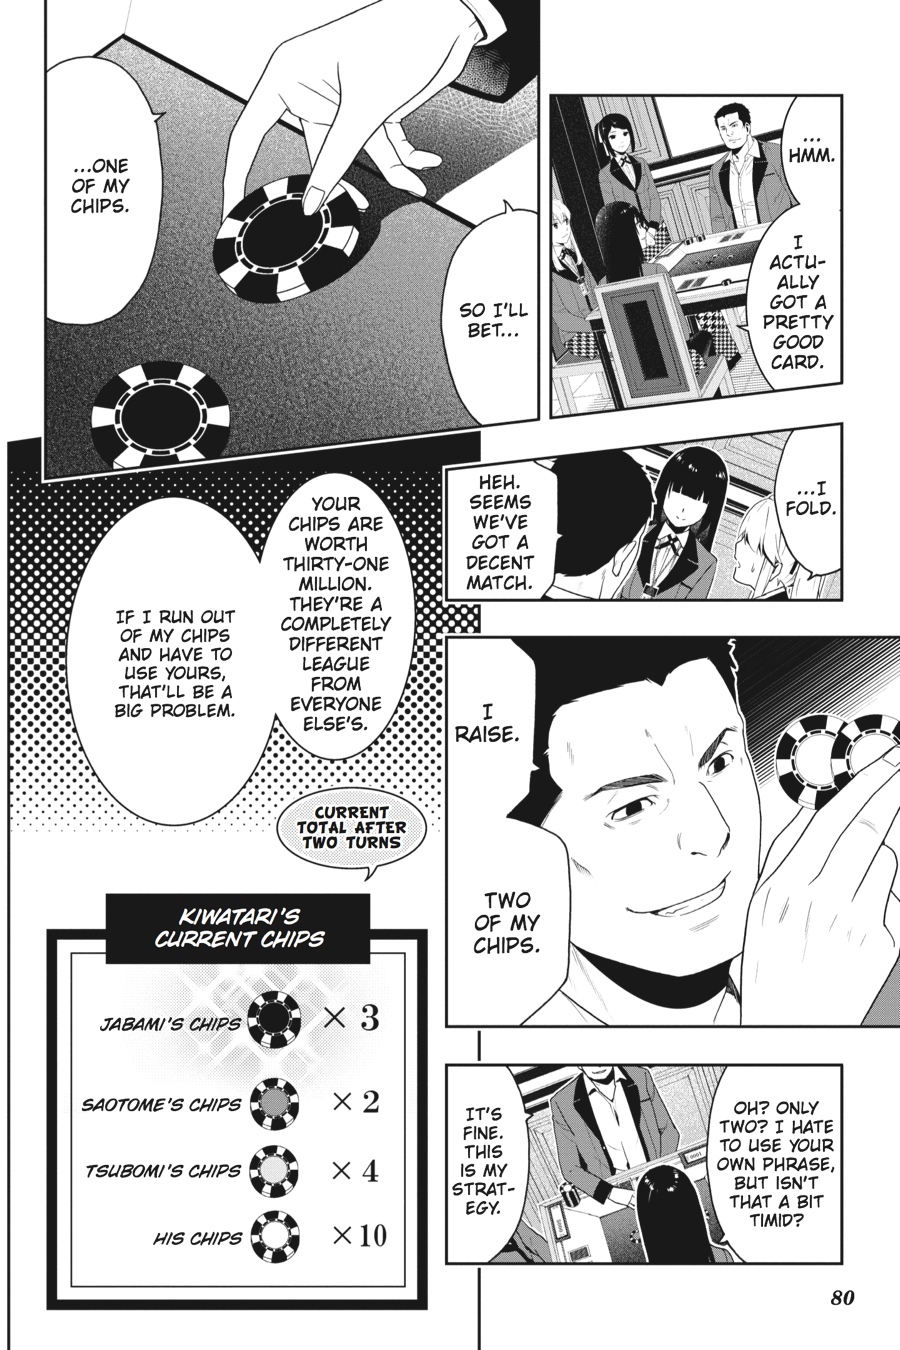 ...
HMM.
I
ACTU-
ALLY
GOT A
PRETTY
GOOD
CARD.
SO I'LL
BET...
...ONE
OF MY
CHIPS.
...I
FOLD.
HEH.
SEEMS
WE'VE
GOT A
DECENT
MATCH.
I
RAISE.
TWO
OF MY
CHIPS.
OH? ONLY
TWO? I HATE
TO USE YOUR
OWN PHRASE,
BUT ISN'T
THAT A BIT
TIMID?
IT'S
FINE.
THIS
IS MY
STRAT-
EGY.
0001
YOUR
CHIPS ARE
WORTH
THIRTY-ONE
MILLION.
THEY'RE A
COMPLETELY
DIFFERENT
LEAGUE
FROM
EVERYONE
ELSE'S.
IF I RUN OUT
OF MY CHIPS
AND HAVE TO
USE YOURS,
THAT'LL BE A
BIG PROBLEM.
CURRENT
TOTAL AFTER
TWO TURNS
KIWATARI'S
CURRENT CHIPS
JABAMI'S CHIPS × 3
SAOTOME'S CHIPS × 2
TSUBOMI'S CHIPS × 4
HIS CHIPS × 10
80